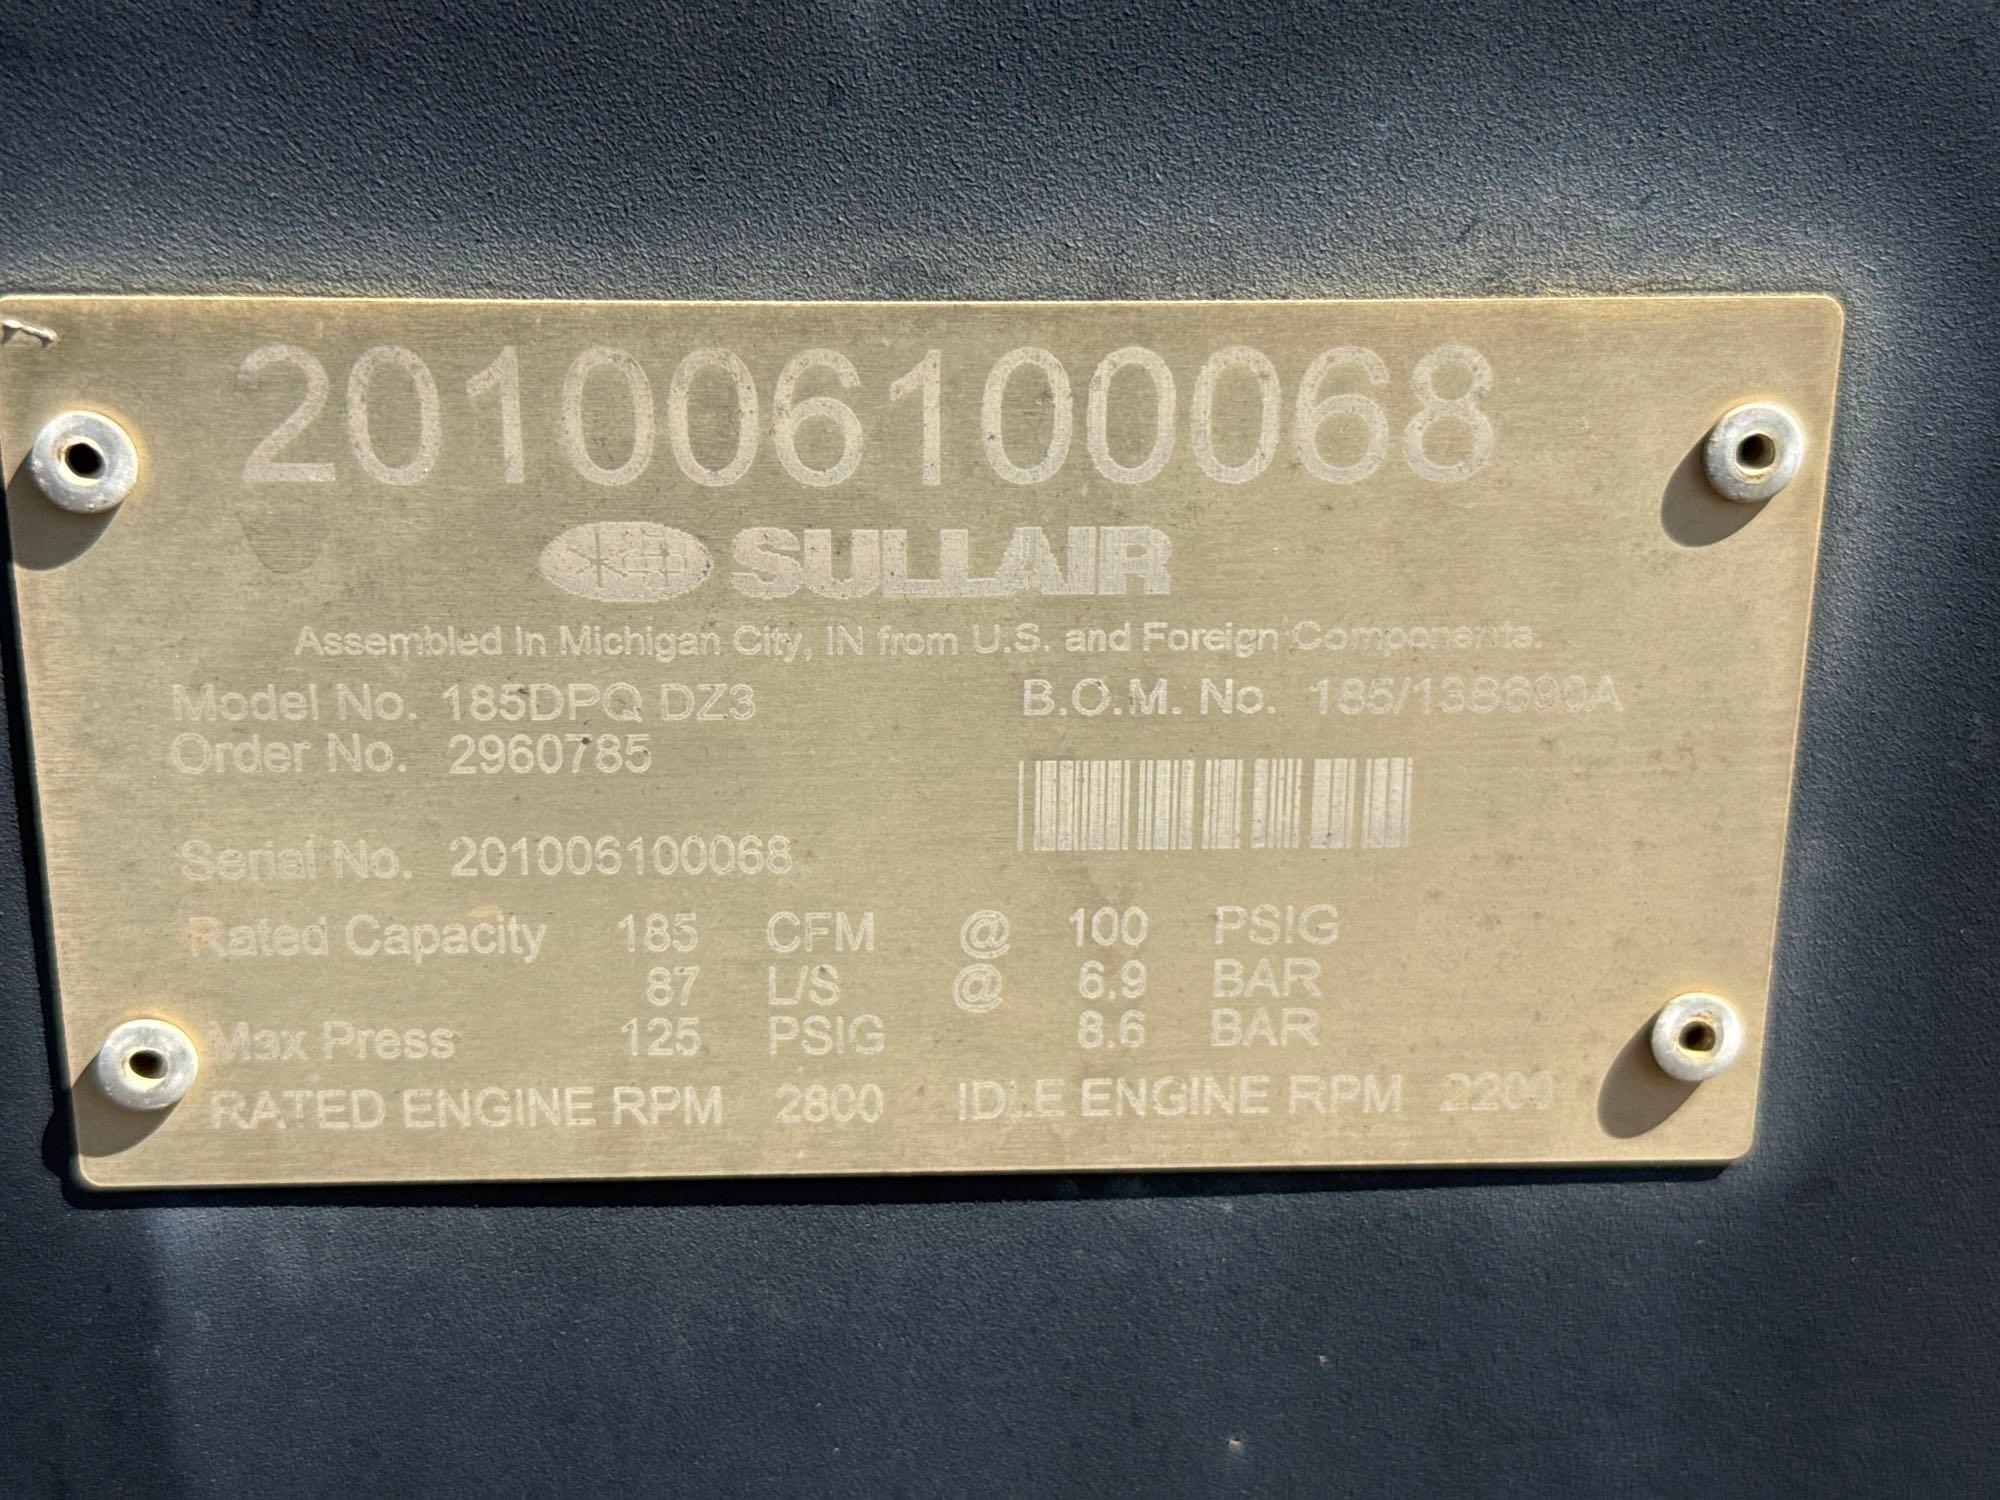 201006100068
SULLAIR
Assembled In Michigan City, IN from U.S. and Foreign Components.
Model No. 185DPQ DZ3 B.O.M. No. 185/138690A
Order No. 2960785
Serial No. 201006100068
Rated Capacity 185 CFM @ 100 PSIG
87 L/S @ 6.9 BAR
Max Press 125 PSIG 8.6 BAR
RATED ENGINE RPM 2800 IDLE ENGINE RPM 2200